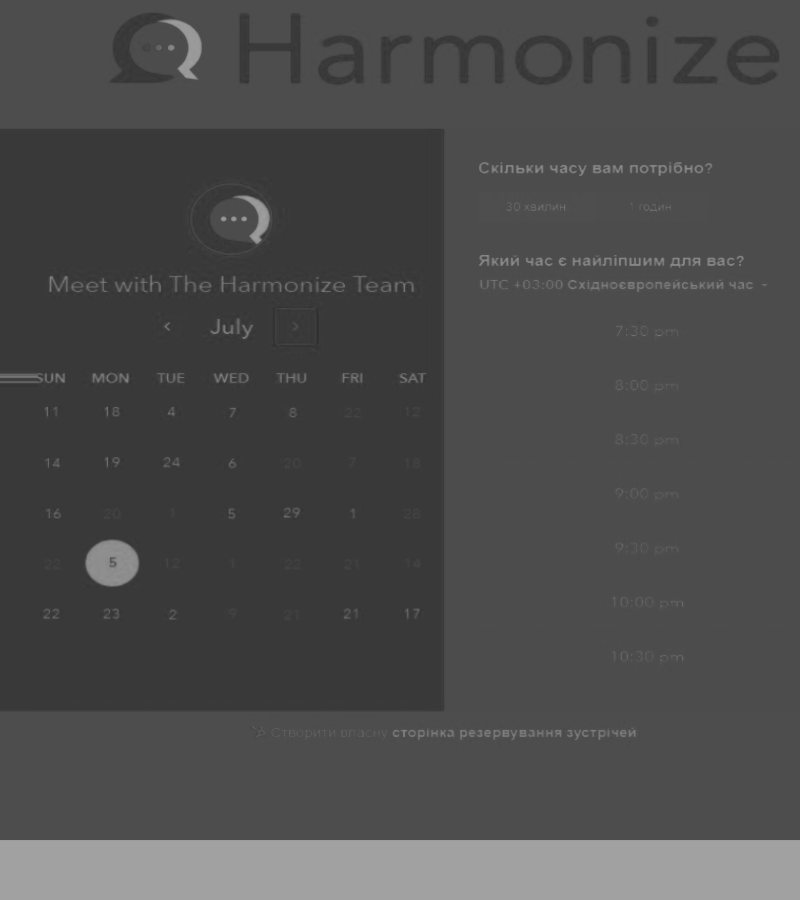 Harmonize
Meet with The Harmonize Team
July
SUN MON TUE WED THU FRI SAT
11 18 4 7 8 22 12
14 19 24 6 20 18
16 20 1 5 29 1 28
22 5 12 1 22 21 14
22 23 2 9 21 21 17
Скільки часу вам потрібно?
30 хвилин 1 годин
Який час є найліпшим для вас?
UTC +03:00 Східноєвропейський час
7:30 pm
8:00 pm
8:30 pm
9:00 pm
9:30 pm
10:00 pm
10:30 pm
Створити власну сторінка резервування зустрічей